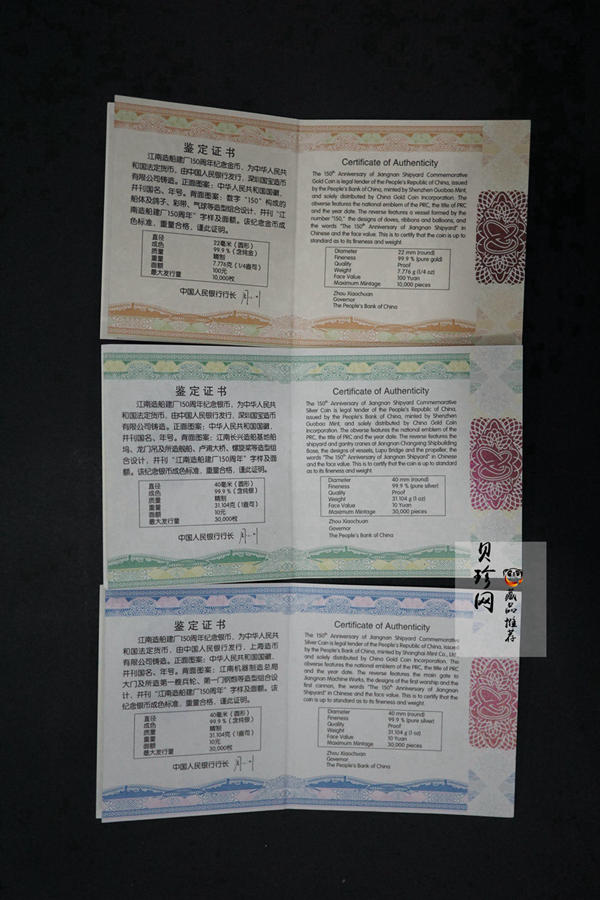 鉴定证书
江南造船建厂150周年纪念金币，为中华人民共
和国法定货币，由中国人民银行发行，深圳国宝造币
有限公司铸造。正面图案：中华人民共和国国徽，
并刊国名、年号。背面图案：数字“150”构成的
船体及鸽子、彩带、气球等造型组合设计，并刊“江
南造船建厂150周年”字样及面额。该纪念金币成
色标准，重量合格，谨此证明。
直径 22毫米（圆形）
成色 99.9％（含纯金）
质量 精制
重量 7.776克（1/4盎司）
面额 100元
最大发行量 10,000枚
中国人民银行行长
Certificate of Authenticity
The 150th Anniversary of Jiangnan Shipyard Commemorative
Gold Coin is legal tender of the People's Republic of China, issued
by the People's Bank of China, minted by Shenzhen Guobao Mint,
and solely distributed by China Gold Coin Incorporation. The
obverse features the national emblem of the PRC, the title of PRC
and the year date. The reverse features a vessel formed by the
number "150," the designs of doves, ribbons and balloons, and
the words "The 150th Anniversary of Jiangnan Shipyard" in
Chinese and the face value. This is to certify that the coin is up to
standard as to its fineness and weight.
Diameter 22 mm (round)
Fineness 99.9 % (pure gold)
Quality Proof
Weight 7.776 g (1/4 oz)
Face Value 100 Yuan
Maximum Mintage 10,000 pieces
Zhou Xiaochuan
Governor
The People's Bank of China
鉴定证书
江南造船建厂150周年纪念银币，为中华人民共
和国法定货币，由中国人民银行发行，深圳国宝造币
有限公司铸造。正面图案：中华人民共和国国徽，
并刊国名、年号。背面图案：江南长兴造船基地船
坞、龙门吊及所造舰船、卢浦大桥、螺旋桨等造型组
合设计，并刊“江南造船建厂150周年”字样及面
额。该纪念银币成色标准，重量合格，谨此证明。
直径 40毫米（圆形）
成色 99.9％（含纯银）
质量 精制
重量 31.104克（1盎司）
面额 10元
最大发行量 30,000枚
中国人民银行行长
Certificate of Authenticity
The 150th Anniversary of Jiangnan Shipyard Commemorative
Silver Coin is legal tender of the People's Republic of China,
issued by the People's Bank of China, minted by Shenzhen
Guobao Mint, and solely distributed by China Gold Coin
Incorporation. The obverse features the national emblem of the
PRC, the title of PRC and the year date. The reverse features the
shipyard and gantry cranes of Jiangnan-Changxing Shipbuilding
Base, the designs of vessels, Lupu Bridge and the propeller, the
words "The 150th Anniversary of Jiangnan Shipyard" in Chinese
and the face value. This is to certify that the coin is up to standard
as to its fineness and weight.
Diameter 40 mm (round)
Fineness 99.9 % (pure silver)
Quality Proof
Weight 31.104 g (1 oz)
Face Value 10 Yuan
Maximum Mintage 30,000 pieces
Zhou Xiaochuan
Governor
The People's Bank of China
贝珍网
藏品推荐
鉴定证书
江南造船建厂150周年纪念银币，为中华人民共
和国法定货币，由中国人民银行发行，上海造币
有限公司铸造。正面图案：中华人民共和国国徽，
并刊国名、年号。背面图案：江南机器制造总局
大门及所造第一艘兵轮、第一门钢炮等造型组合设
计，并刊“江南造船建厂150周年”字样及面额。该
纪念银币成色标准，重量合格，谨此证明。
直径 40毫米（圆形）
成色 99.9％（含纯银）
质量 精制
重量 31.104克（1盎司）
面额 10元
最大发行量 30,000枚
中国人民银行行长
Certificate of Authenticity
The 150th Anniversary of Jiangnan Shipyard Commemorative
Silver Coin is legal tender of the People's Republic of China, issued
by the People's Bank of China, minted by Shanghai Mint Co., Ltd.
and solely distributed by China Gold Coin Incorporation. The
obverse features the national emblem of the PRC, the title of PRC
and the year date. The reverse features the main gate to
Jiangnan Machine Works, the designs of the first warship and the
first cannon, the words "The 150th Anniversary of Jiangnan
Shipyard" in Chinese and the face value. This is to certify that the
coin is up to standard as to its fineness and weight.
Diameter 40 mm (round)
Fineness 99.9 % (pure silver)
Quality Proof
Weight 31.104 g (1 oz)
Face Value 10 Yuan
Maximum Mintage 30,000 pieces
Zhou Xiaochuan
Governor
The People's Bank of China